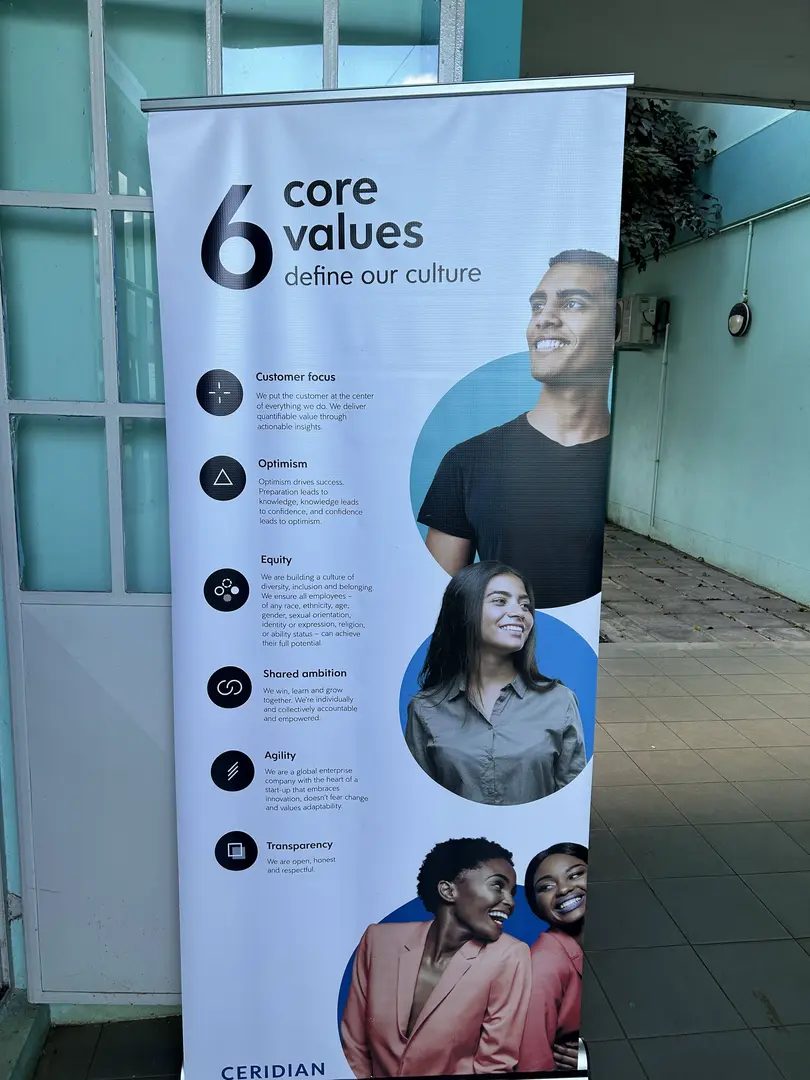 6 core
values
define our culture
Customer focus
We put the customer at the center
of everything we do. We deliver
quantifiable value through
actionable insights.
Optimism
Optimism drives success.
Preparation leads to
knowledge, knowledge leads
to confidence, and confidence
leads to optimism.
Equity
We are building a culture of
diversity, inclusion and belonging.
We ensure all employees –
of any race, ethnicity, age,
gender, sexual orientation,
identity or expression, religion,
or ability status – can achieve
their full potential.
Shared ambition
We win, learn and grow
together. We're individually
and collectively accountable
and empowered.
Agility
We are a global enterprise
company with the heart of a
start-up that embraces
innovation, doesn't fear change
and values adaptability.
Transparency
We are open, honest
and respectful.
CERIDIAN